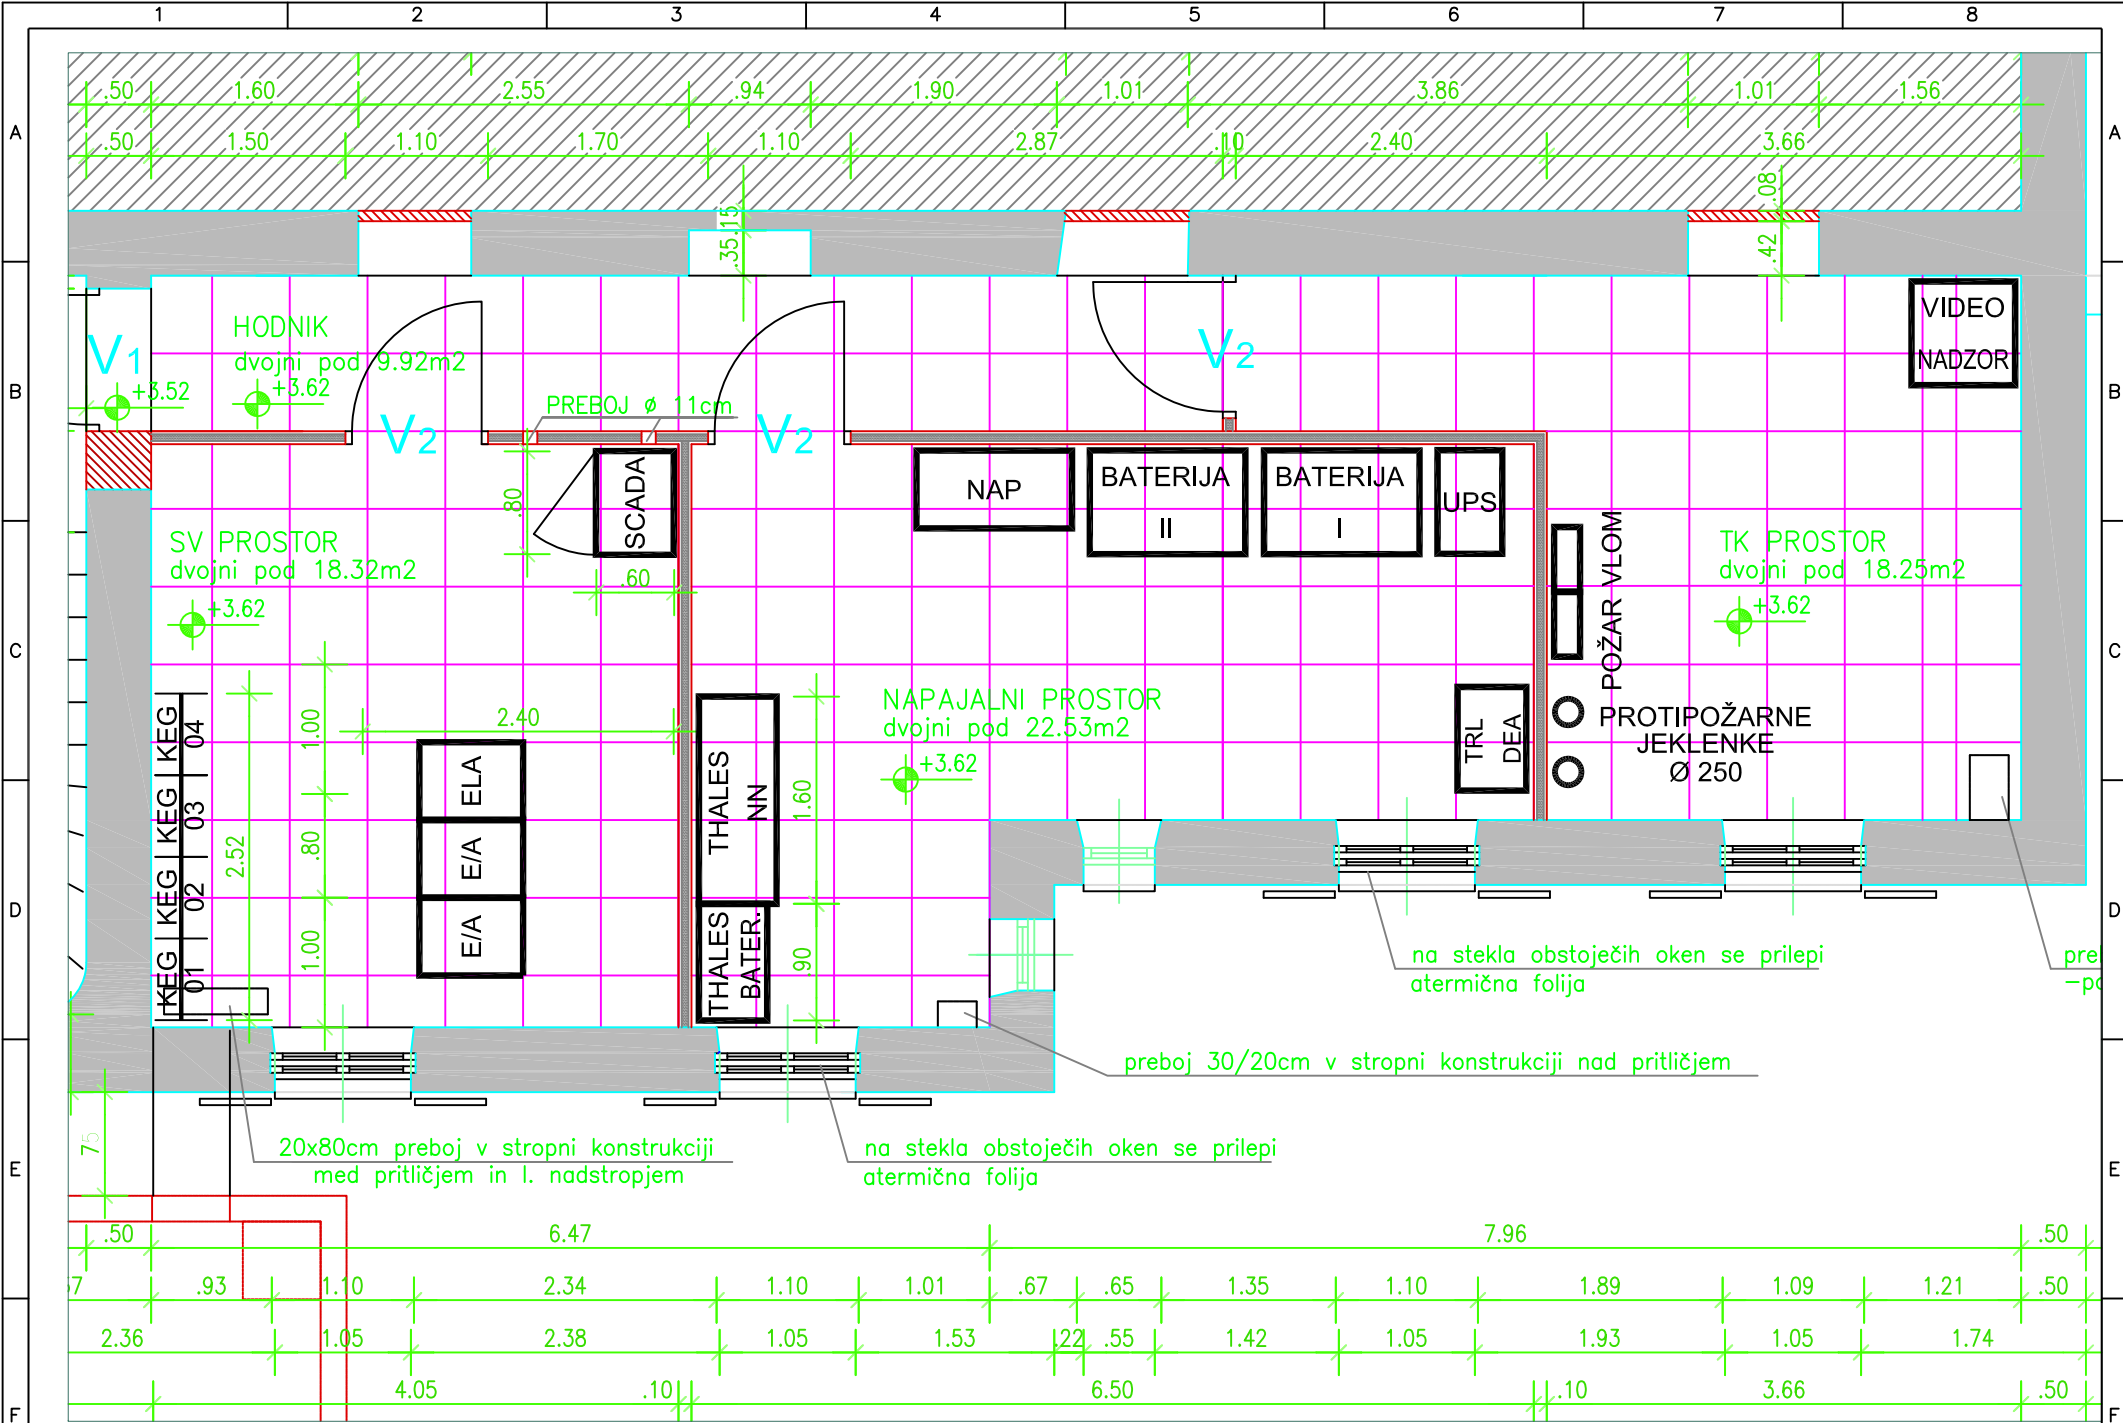 1 2 3 4 5 6 7 8
.50 1.60 2.55 .94 1.90 1.01 3.86 1.01 1.56
A A
.50 1.50 1.10 1.70 1.10 2.87 .10 2.40 3.66
.35 .15
.42 .08
HODNIK
dvojni pod 9.92m2
V1
+3.52
+3.62
V2
VIDEO
NADZOR
B B
PREBOJ ø 11cm
V2
V2
.80
SCADA
.60
NAP
BATERIJA
II
BATERIJA
I
UPS
SV PROSTOR
dvojni pod 18.32m2
+3.62
POŽAR VLOM
TK PROSTOR
dvojni pod 18.25m2
+3.62
C C
NAPAJALNI PROSTOR
dvojni pod 22.53m2
+3.62
TRL
DEA
PROTIPOŽARNE
JEKLENKE
Ø 250
KEG 01
KEG 02
KEG 03
KEG 04
2.52
1.00
.80
1.00
2.40
ELA
E/A
E/A
THALES
NN
THALES
BATER.
1.60
.90
D D
na stekla obstoječih oken se prilepi
atermična folija
preboj 30/20cm v stropni konstrukciji nad pritličjem
20x80cm preboj v stropni konstrukciji
med pritličjem in I. nadstropjem
na stekla obstoječih oken se prilepi
atermična folija
75
E E
.50 6.47 7.96 .50
.93 1.10 2.34 1.10 1.01 .67 .65 1.35 1.10 1.89 1.09 1.21 .50
2.36 1.05 2.38 1.05 1.53 .22 .55 1.42 1.05 1.93 1.05 1.74
4.05 .10 6.50 .10 3.66 .50
F F